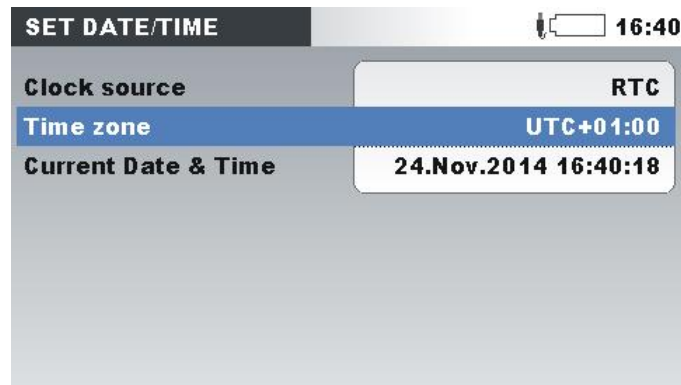 SET DATE/TIME 16:40
Clock source RTC
Time zone UTC+01:00
Current Date & Time 24.Nov.2014 16:40:18